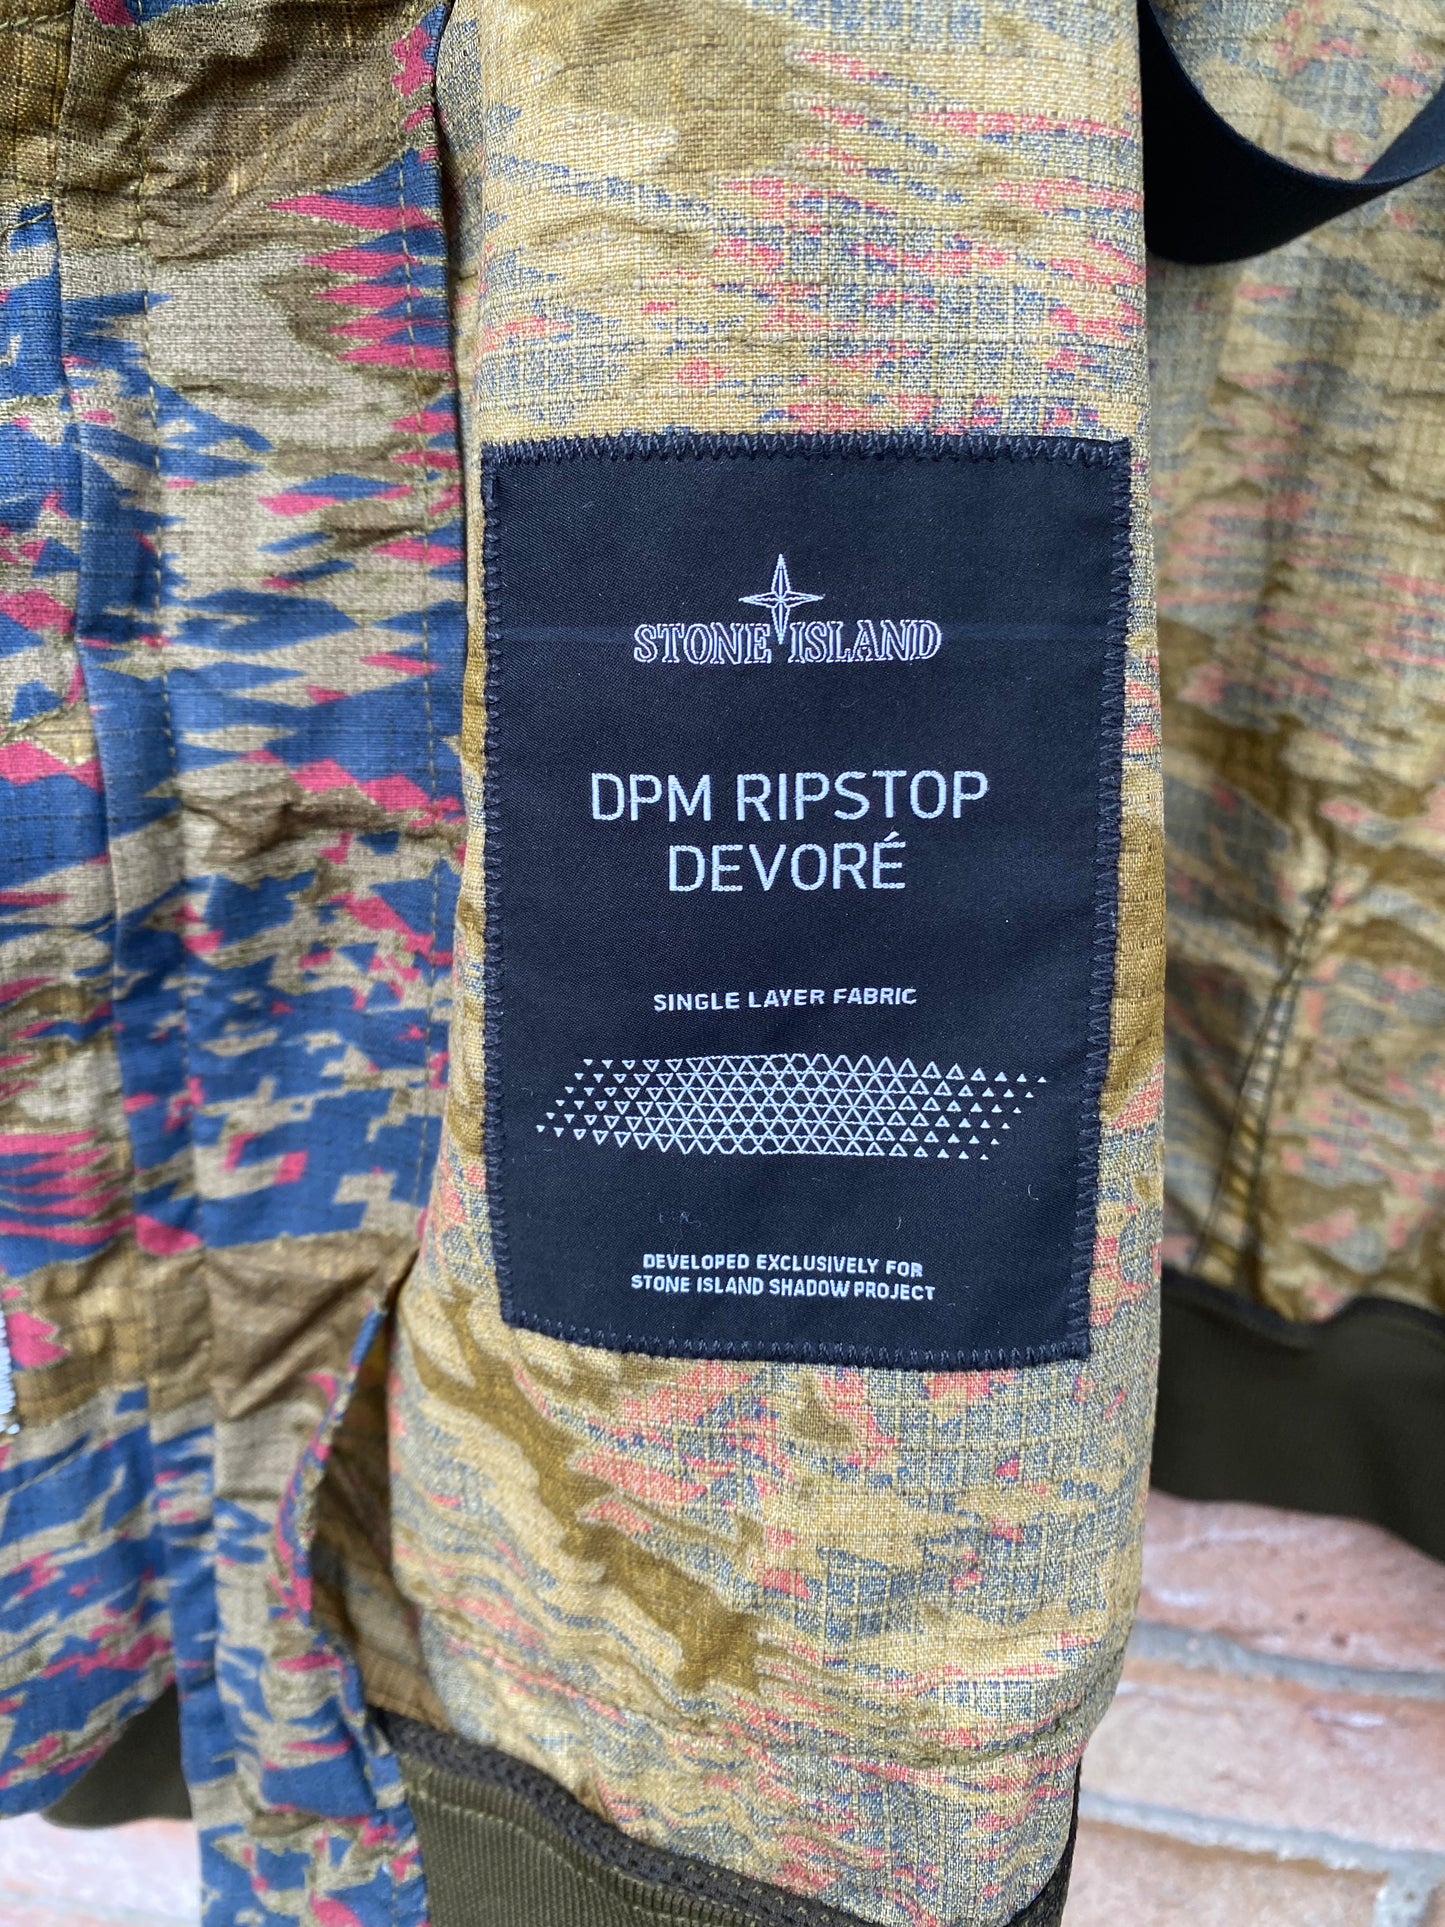 STONE ISLAND
DPM RIPSTOP
DEVORÉ
SINGLE LAYER FABRIC
DEVELOPED EXCLUSIVELY FOR
STONE ISLAND SHADOW PROJECT